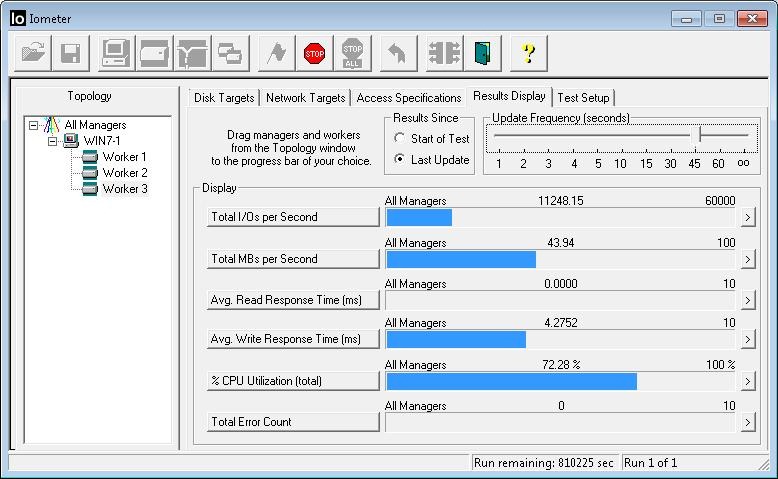 Io Iometer
STOP
STOP
ALL
?
Topology
All Managers
WIN7-1
Worker 1
Worker 2
Worker 3
Disk Targets Network Targets Access Specifications Results Display Test Setup
Drag managers and workers
from the Topology window
to the progress bar of your choice.
Results Since
Start of Test
Last Update
Update Frequency (seconds)
1 2 3 4 5 10 15 30 45 60 oo
Display
All Managers 11248.15 60000
Total I/Os per Second >
All Managers 43.94 100
Total MBs per Second >
All Managers 0.0000 10
Avg. Read Response Time (ms) >
All Managers 4.2752 10
Avg. Write Response Time (ms) >
All Managers 72.28 % 100 %
% CPU Utilization (total) >
All Managers 0 10
Total Error Count >
Run remaining: 810225 sec Run 1 of 1